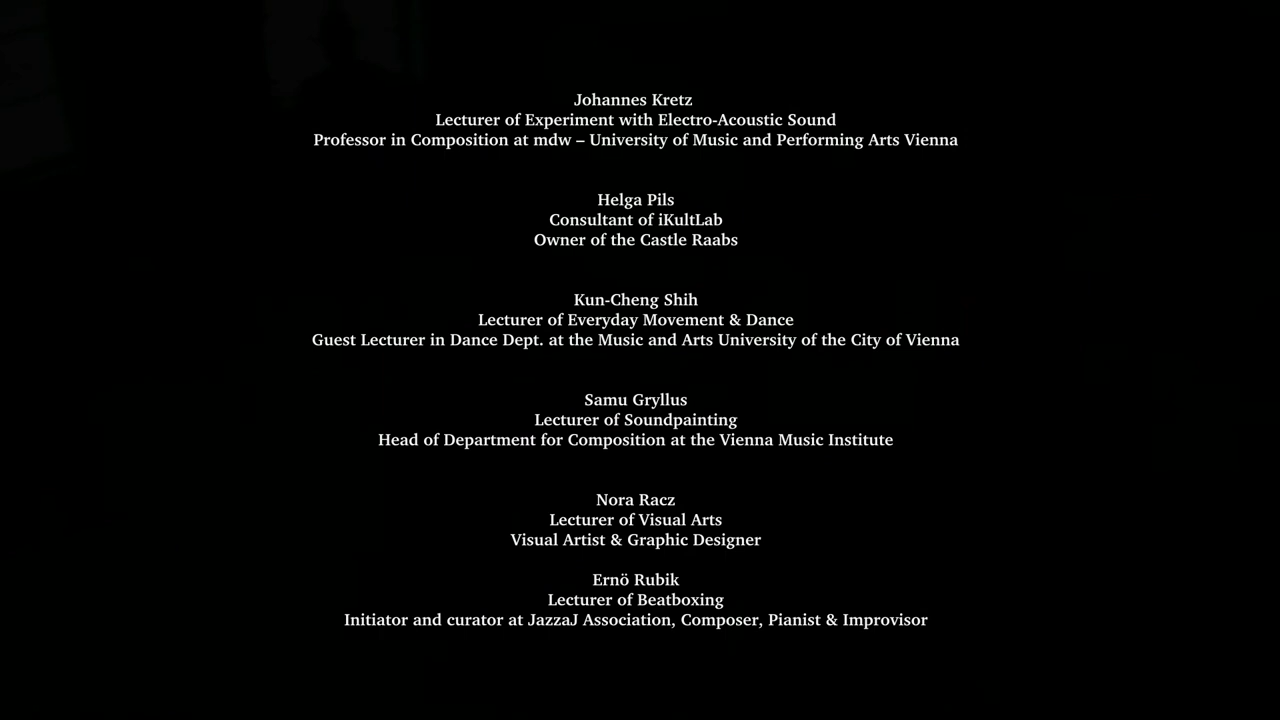 Johannes Kretz
Lecturer of Experiment with Electro-Acoustic Sound
Professor in Composition at mdw – University of Music and Performing Arts Vienna
Helga Pils
Consultant of iKultLab
Owner of the Castle Raabs
Kun-Cheng Shih
Lecturer of Everyday Movement & Dance
Guest Lecturer in Dance Dept. at the Music and Arts University of the City of Vienna
Samu Gryllus
Lecturer of Soundpainting
Head of Department for Composition at the Vienna Music Institute
Nora Racz
Lecturer of Visual Arts
Visual Artist & Graphic Designer
Ernö Rubik
Lecturer of Beatboxing
Initiator and curator at JazzaJ Association, Composer, Pianist & Improvisor